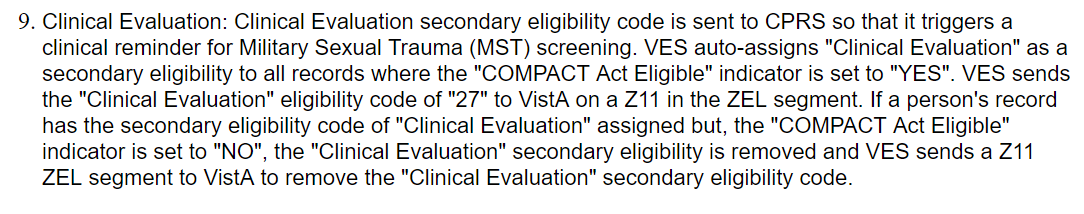 9. Clinical Evaluation: Clinical Evaluation secondary eligibility code is sent to CPRS so that it triggers a
clinical reminder for Military Sexual Trauma (MST) screening. VES auto-assigns "Clinical Evaluation" as a
secondary eligibility to all records where the "COMPACT Act Eligible" indicator is set to "YES". VES sends
the "Clinical Evaluation" eligibility code of "27" to VistA on a Z11 in the ZEL segment. If a person's record
has the secondary eligibility code of "Clinical Evaluation" assigned but, the "COMPACT Act Eligible"
indicator is set to "NO", the "Clinical Evaluation" secondary eligibility is removed and VES sends a Z11
ZEL segment to VistA to remove the "Clinical Evaluation" secondary eligibility code.